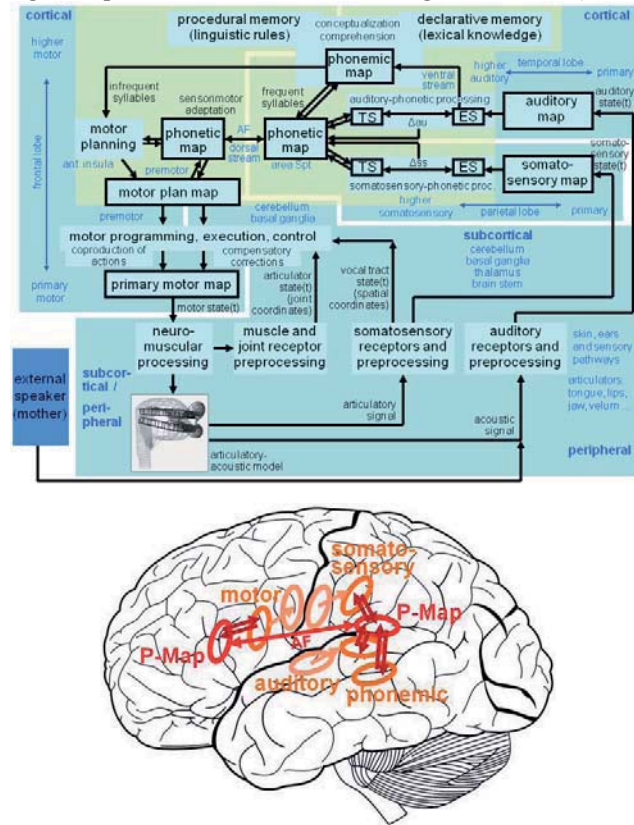 cortical
procedural memory
(linguistic rules)
conceptualization
comprehension
declarative memory
(lexical knowledge)
cortical
higher
motor
phonemic
map
infrequent
syllables
sensorimotor
adaptation
frequent
syllables
ventral
stream
higher
auditory
temporal lobe
primary
auditory
state(t)
auditory-phonetic processing
motor
planning
phonetic
map
AF
dorsal
stream
phonetic
map
area Spt
TS
ES
Δau
auditory
map
Δss
TS
ES
somato-
sensory map
somato-
sensory
state(t)
somatosensory-phonetic proc.
frontal lobe
ant. insula
premotor
motor plan map
higher
somatosensory
parietal lobe
primary
premotor
cerebellum
basal ganglia
motor programming, execution, control
coproduction of
actions
compensatory
corrections
subcortical
cerebellum
basal ganglia
thalamus
brain stem
primary
motor
primary motor map
articulator
state(t)
(joint
coordinates)
vocal tract
state(t)
(spatial
coordinates)
motor state(t)
neuro-
muscular
processing
muscle and
joint receptor
preprocessing
somatosensory
receptors and
preprocessing
auditory
receptors and
preprocessing
skin, ears
and sensory
pathways
articulators:
tongue, lips,
jaw, velum ...
external
speaker
(mother)
subcor-
tical /
peri-
pheral
articulatory
signal
acoustic
signal
articulatory-
acoustic model
peripheral
somato-
sensory
motor
P-Map
P-Map
AF
auditory
phonemic